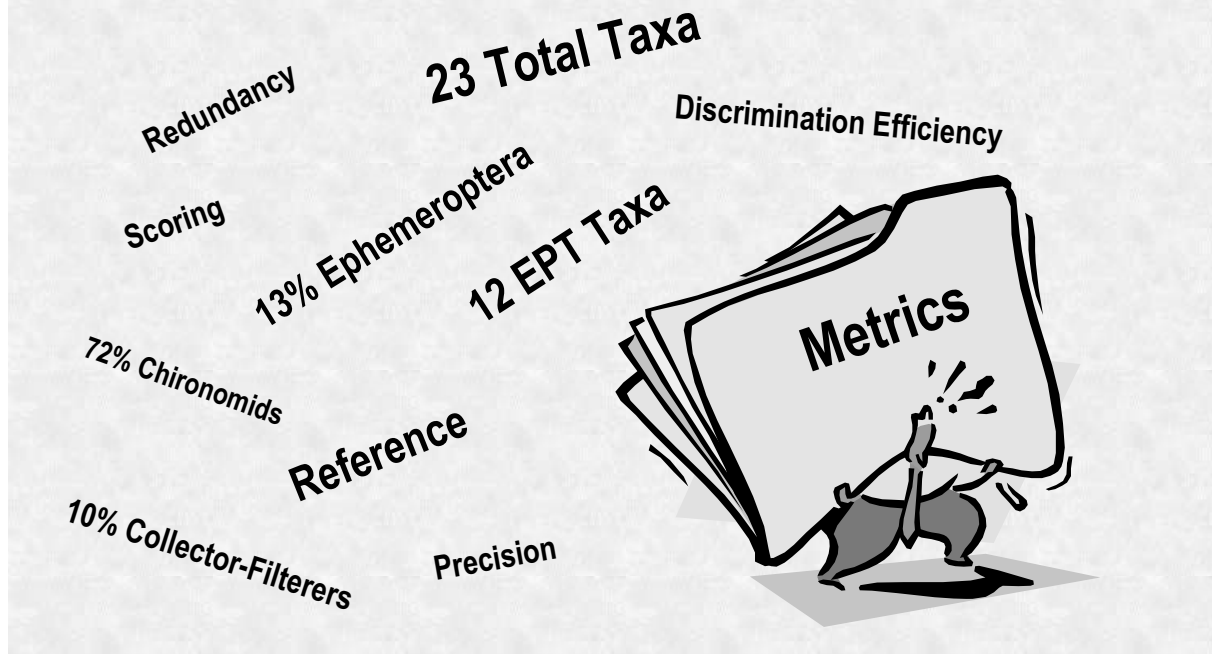 23 Total Taxa
Redundancy
Discrimination Efficiency
13% Ephemeroptera
12 EPT Taxa
Scoring
Metrics
72% Chironomids
Reference
10% Collector-Filterers
Precision